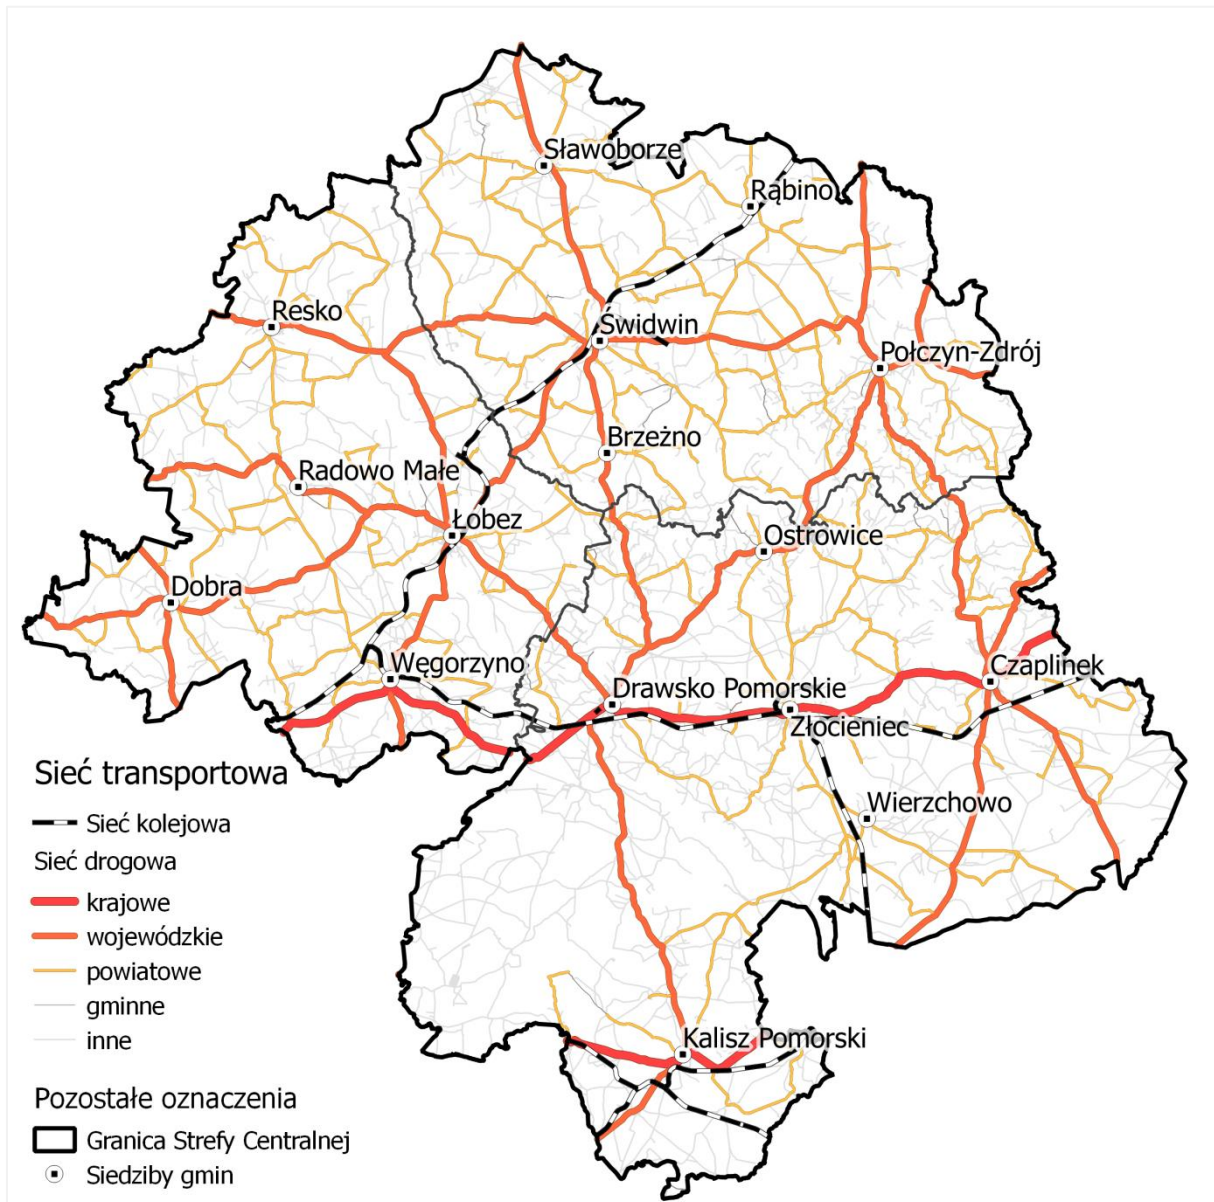 Sławoborze
Rąbino
Resko
Świdwin
Połczyn-Zdrój
Brzeżno
Radowo Małe
Łobez
Ostrowice
Dobra
Węgorzyno
Czaplinek
Drawsko Pomorskie
Złocieniec
Wierzchowo
Kalisz Pomorski
Sieć transportowa
Sieć kolejowa
Sieć drogowa
krajowe
wojewódzkie
powiatowe
gminne
inne
Pozostałe oznaczenia
Granica Strefy Centralnej
Siedziby gmin